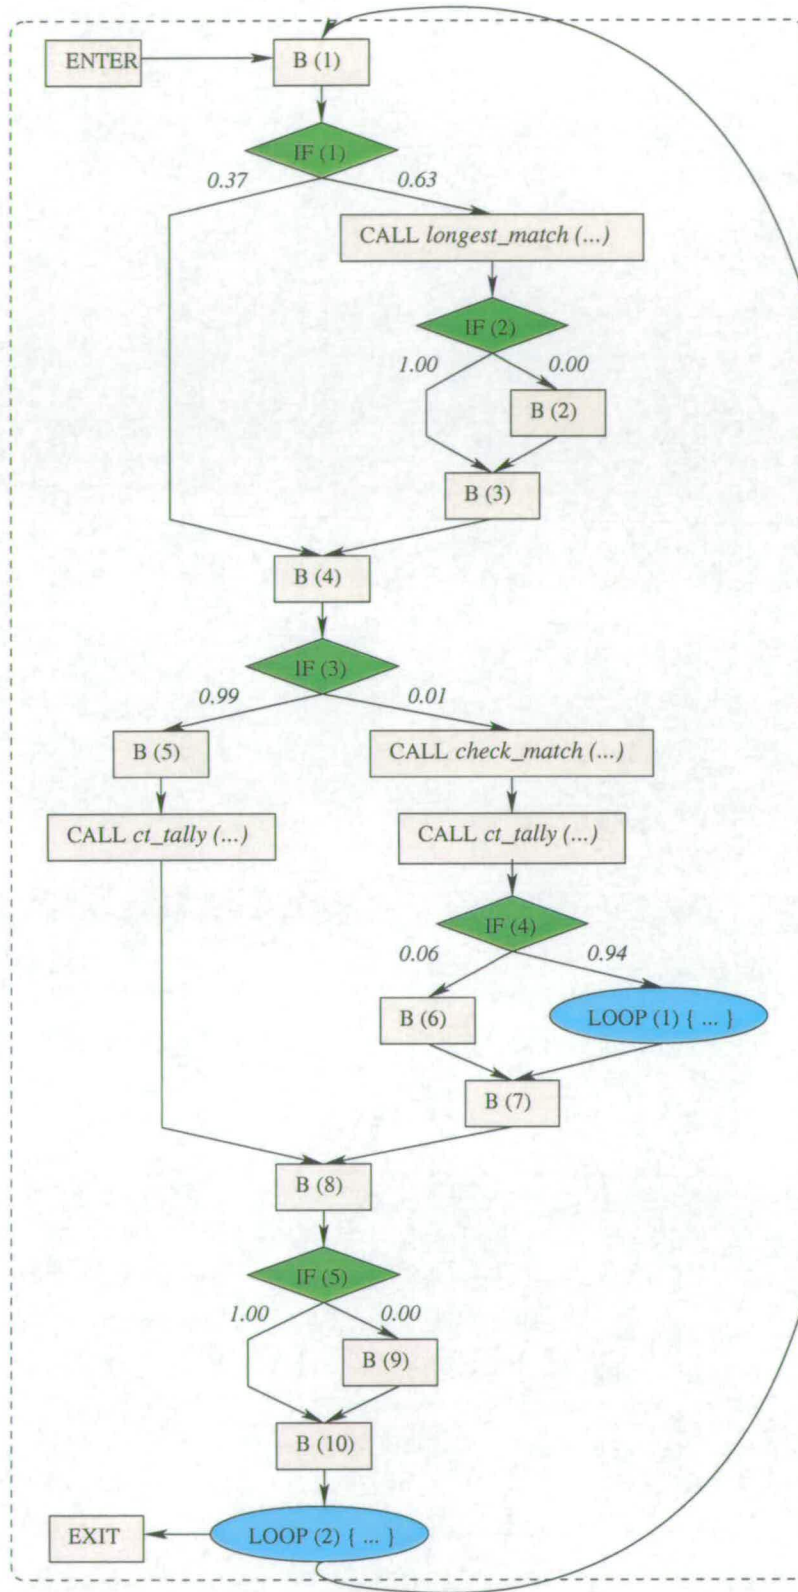 ENTER
B (1)
IF (1)
0.37
0.63
CALL longest_match (...)
IF (2)
1.00
0.00
B (2)
B (3)
B (4)
IF (3)
0.99
0.01
B (5)
CALL check_match (...)
CALL ct_tally (...)
CALL ct_tally (...)
IF (4)
0.06
0.94
B (6)
LOOP (1) { ... }
B (7)
B (8)
IF (5)
1.00
0.00
B (9)
B (10)
EXIT
LOOP (2) { ... }